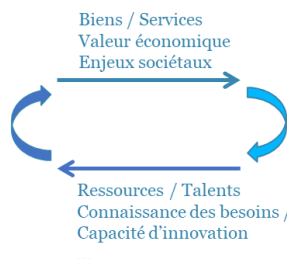 Biens / Services
Valeur économique
Enjeux sociétaux
Ressources / Talents
Connaissance des besoins /
Capacité d’innovation